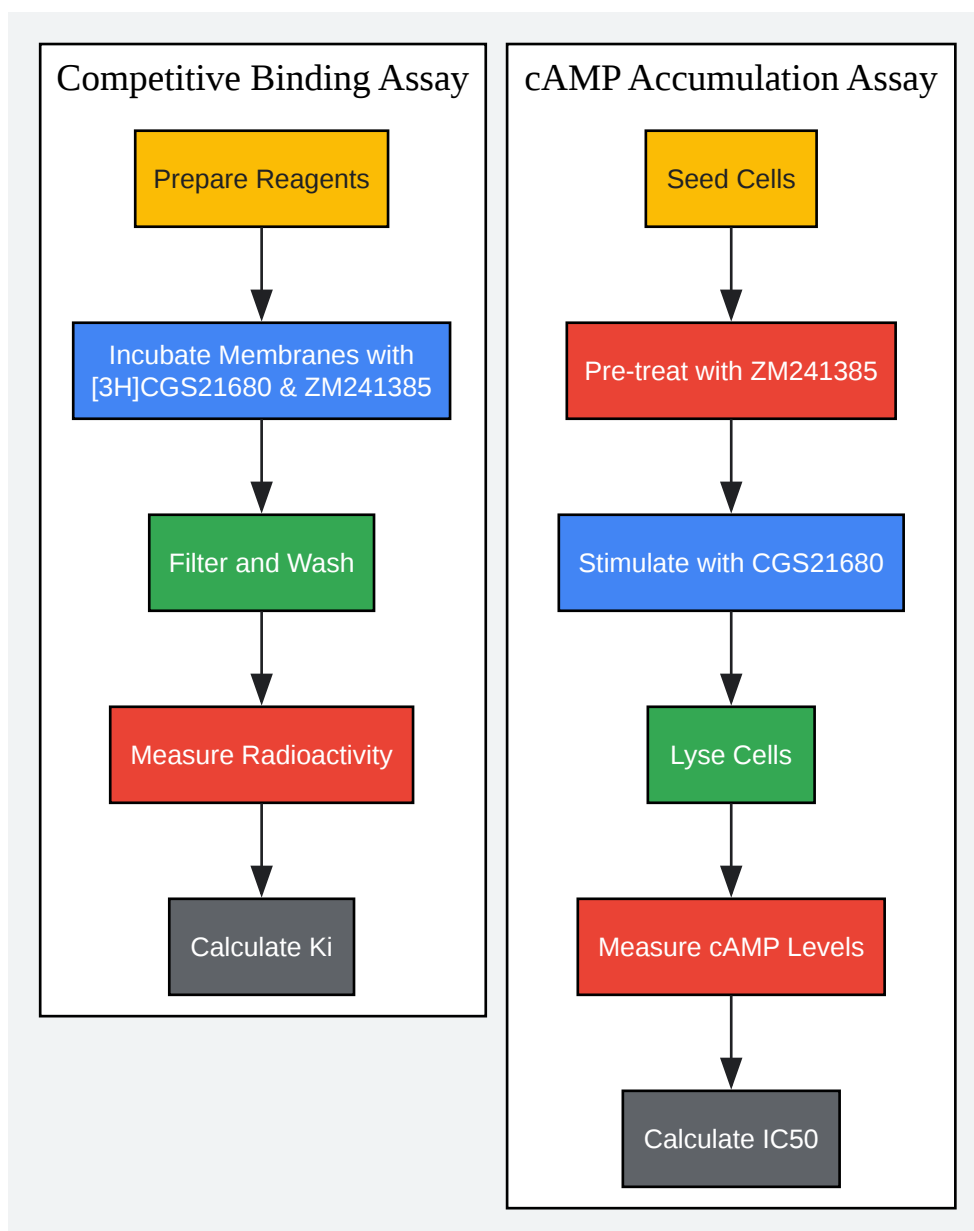 Competitive Binding Assay
Prepare Reagents
Incubate Membranes with
[3H]CGS21680 & ZM241385
Filter and Wash
Measure Radioactivity
Calculate Ki
cAMP Accumulation Assay
Seed Cells
Pre-treat with ZM241385
Stimulate with CGS21680
Lyse Cells
Measure cAMP Levels
Calculate IC50